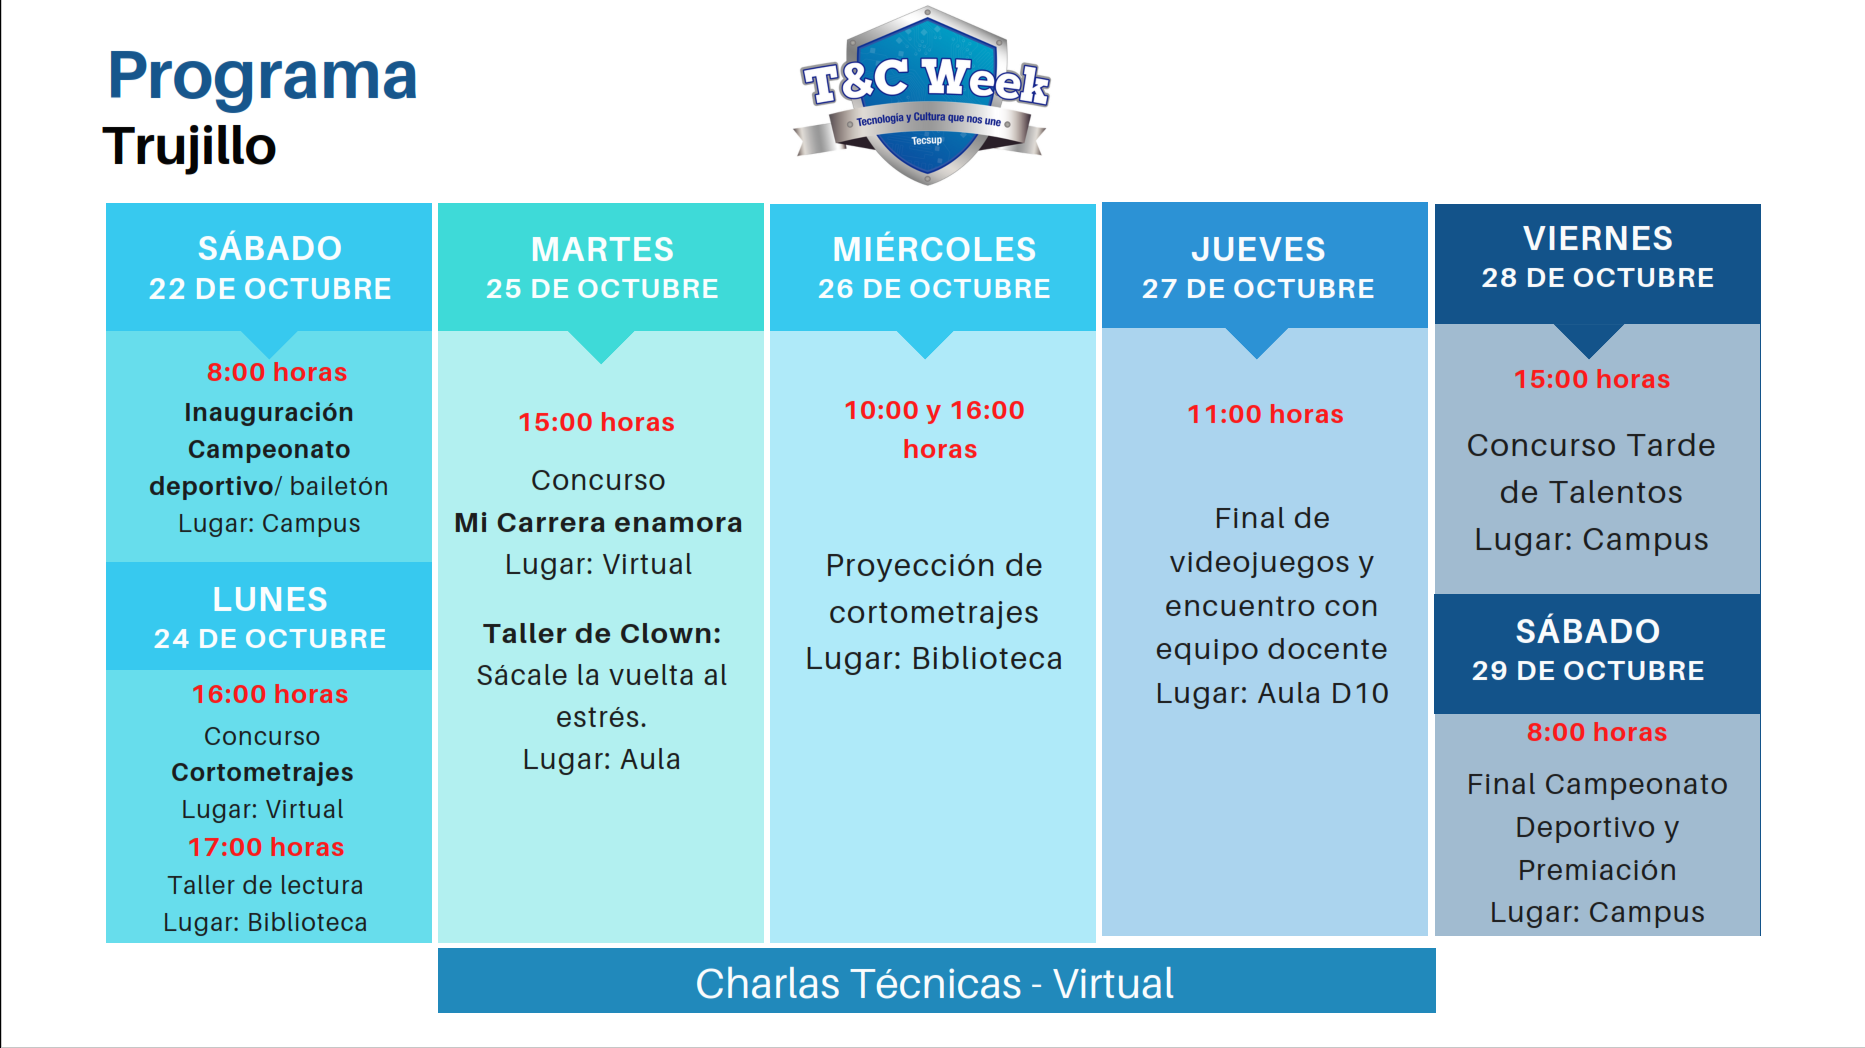 Programa
Trujillo
T&C Week
Tecnología y Cultura que nos une
Tecsup
SÁBADO
22 DE OCTUBRE
8:00 horas
Inauguración
Campeonato
deportivo/ bailetón
Lugar: Campus
LUNES
24 DE OCTUBRE
16:00 horas
Concurso
Cortometrajes
Lugar: Virtual
17:00 horas
Taller de lectura
Lugar: Biblioteca
MARTES
25 DE OCTUBRE
15:00 horas
Concurso
Mi Carrera enamora
Lugar: Virtual
Taller de Clown:
Sácale la vuelta al
estrés.
Lugar: Aula
MIÉRCOLES
26 DE OCTUBRE
10:00 y 16:00
horas
Proyección de
cortometrajes
Lugar: Biblioteca
JUEVES
27 DE OCTUBRE
11:00 horas
Final de
videojuegos y
encuentro con
equipo docente
Lugar: Aula D10
VIERNES
28 DE OCTUBRE
15:00 horas
Concurso Tarde
de Talentos
Lugar: Campus
SÁBADO
29 DE OCTUBRE
8:00 horas
Final Campeonato
Deportivo y
Premiación
Lugar: Campus
Charlas Técnicas - Virtual